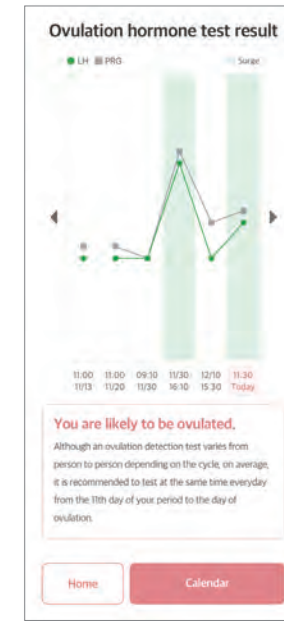 Ovulation hormone test result
LH PRG Surge
11:00 11:00 09:10 11/30 12/10 11:30
11/13 11/20 11/30 16:10 15:30 Today
You are likely to be ovulated.
Although an ovulation detection test varies from
person to person depending on the cycle, on average,
it is recommended to test at the same time everyday
from the 11th day of your period to the day of
ovulation.
Home Calendar